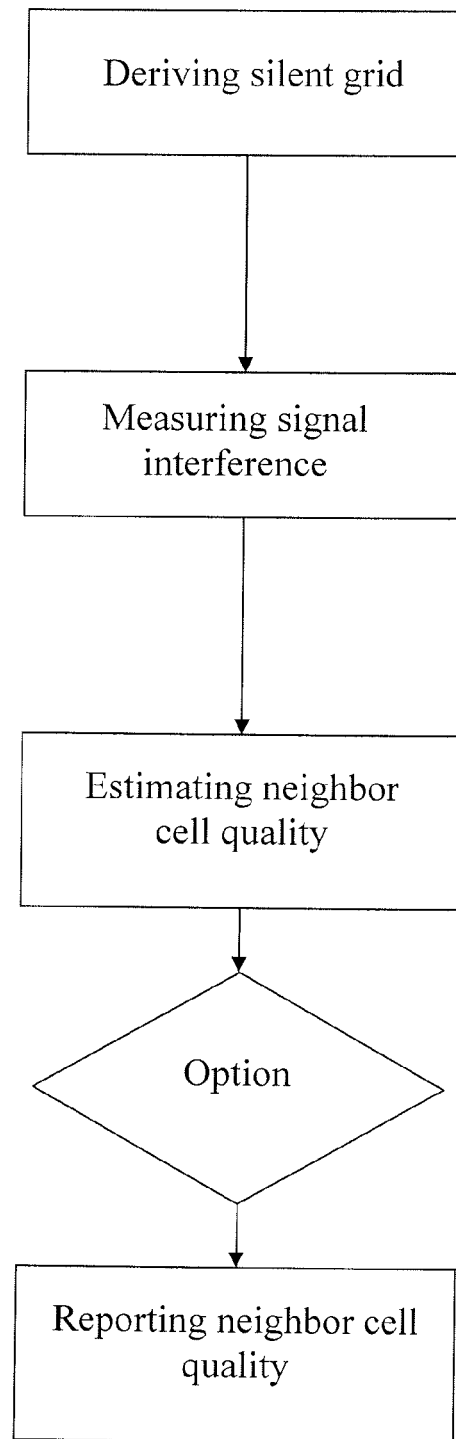 Deriving silent grid
Measuring signal
interference
Estimating neighbor
cell quality
Option
Reporting neighbor cell
quality